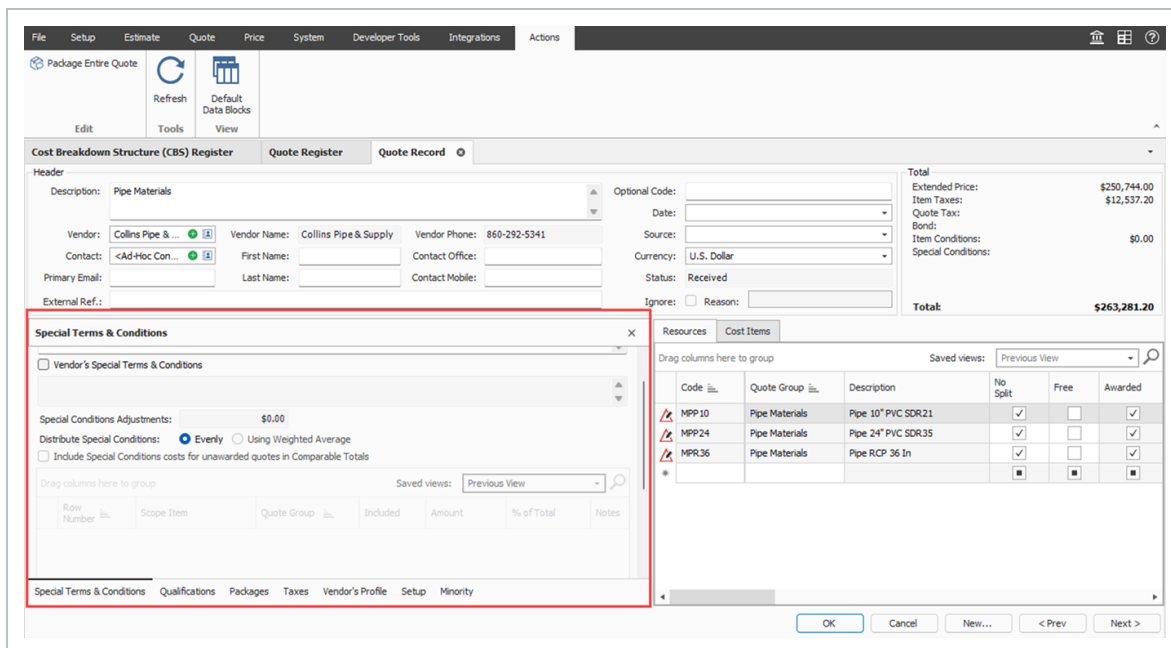 File Setup Estimate Quote Price System Developer Tools Integrations Actions
Package Entire Quote
Refresh
Default
Data Blocks
Edit Tools View
Cost Breakdown Structure (CBS) Register Quote Register Quote Record
Header
Description: Pipe Materials
Vendor: Collins Pipe & ... Vendor Name: Collins Pipe & Supply Vendor Phone: 860-292-5341
Contact: <Ad-Hoc Con... First Name: Contact Office:
Primary Email: Last Name: Contact Mobile:
External Ref.:
Optional Code:
Date:
Source:
Currency: U.S. Dollar
Status: Received
Ignore: Reason:
Total
Extended Price: $250,744.00
Item Taxes: $12,537.20
Quote Tax:
Bond:
Item Conditions: $0.00
Special Conditions:
Total: $263,281.20
Special Terms & Conditions
Vendor's Special Terms & Conditions
Special Conditions Adjustments: $0.00
Distribute Special Conditions: Evenly Using Weighted Average
Include Special Conditions costs for unawarded quotes in Comparable Totals
Drag columns here to group Saved views: Previous View
Row Number Scope Item Quote Group Included Amount % of Total Notes
Special Terms & Conditions Qualifications Packages Taxes Vendor's Profile Setup Minority
Resources Cost Items
Drag columns here to group Saved views: Previous View
Code Quote Group Description No Split Free Awarded
MPP10 Pipe Materials Pipe 10" PVC SDR21
MPP24 Pipe Materials Pipe 24" PVC SDR35
MPR36 Pipe Materials Pipe RCP 36 In
OK Cancel New... < Prev Next >